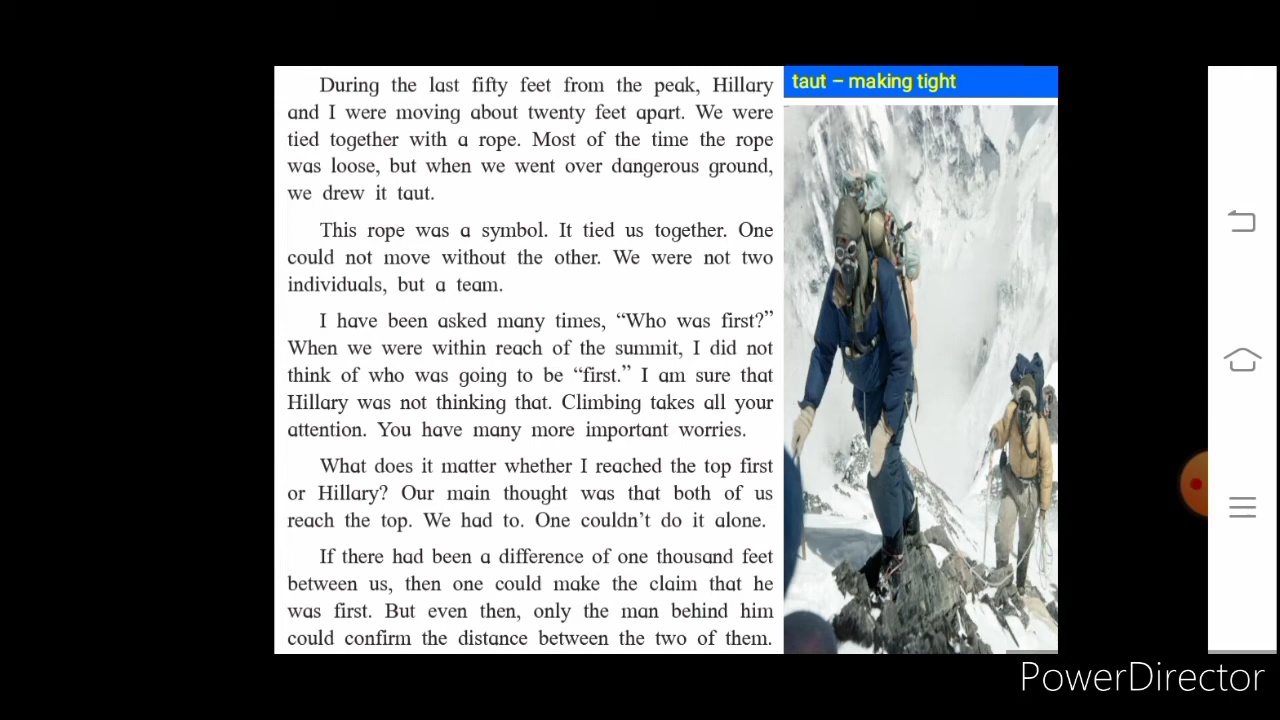 During the last fifty feet from the peak, Hillary
and I were moving about twenty feet apart. We were
tied together with a rope. Most of the time the rope
was loose, but when we went over dangerous ground,
we drew it taut.
This rope was a symbol. It tied us together. One
could not move without the other. We were not two
individuals, but a team.
I have been asked many times, “Who was first?”
When we were within reach of the summit, I did not
think of who was going to be “first.” I am sure that
Hillary was not thinking that. Climbing takes all your
attention. You have many more important worries.
What does it matter whether I reached the top first
or Hillary? Our main thought was that both of us
reach the top. We had to. One couldn’t do it alone.
If there had been a difference of one thousand feet
between us, then one could make the claim that he
was first. But even then, only the man behind him
could confirm the distance between the two of them.
taut – making tight
PowerDirector